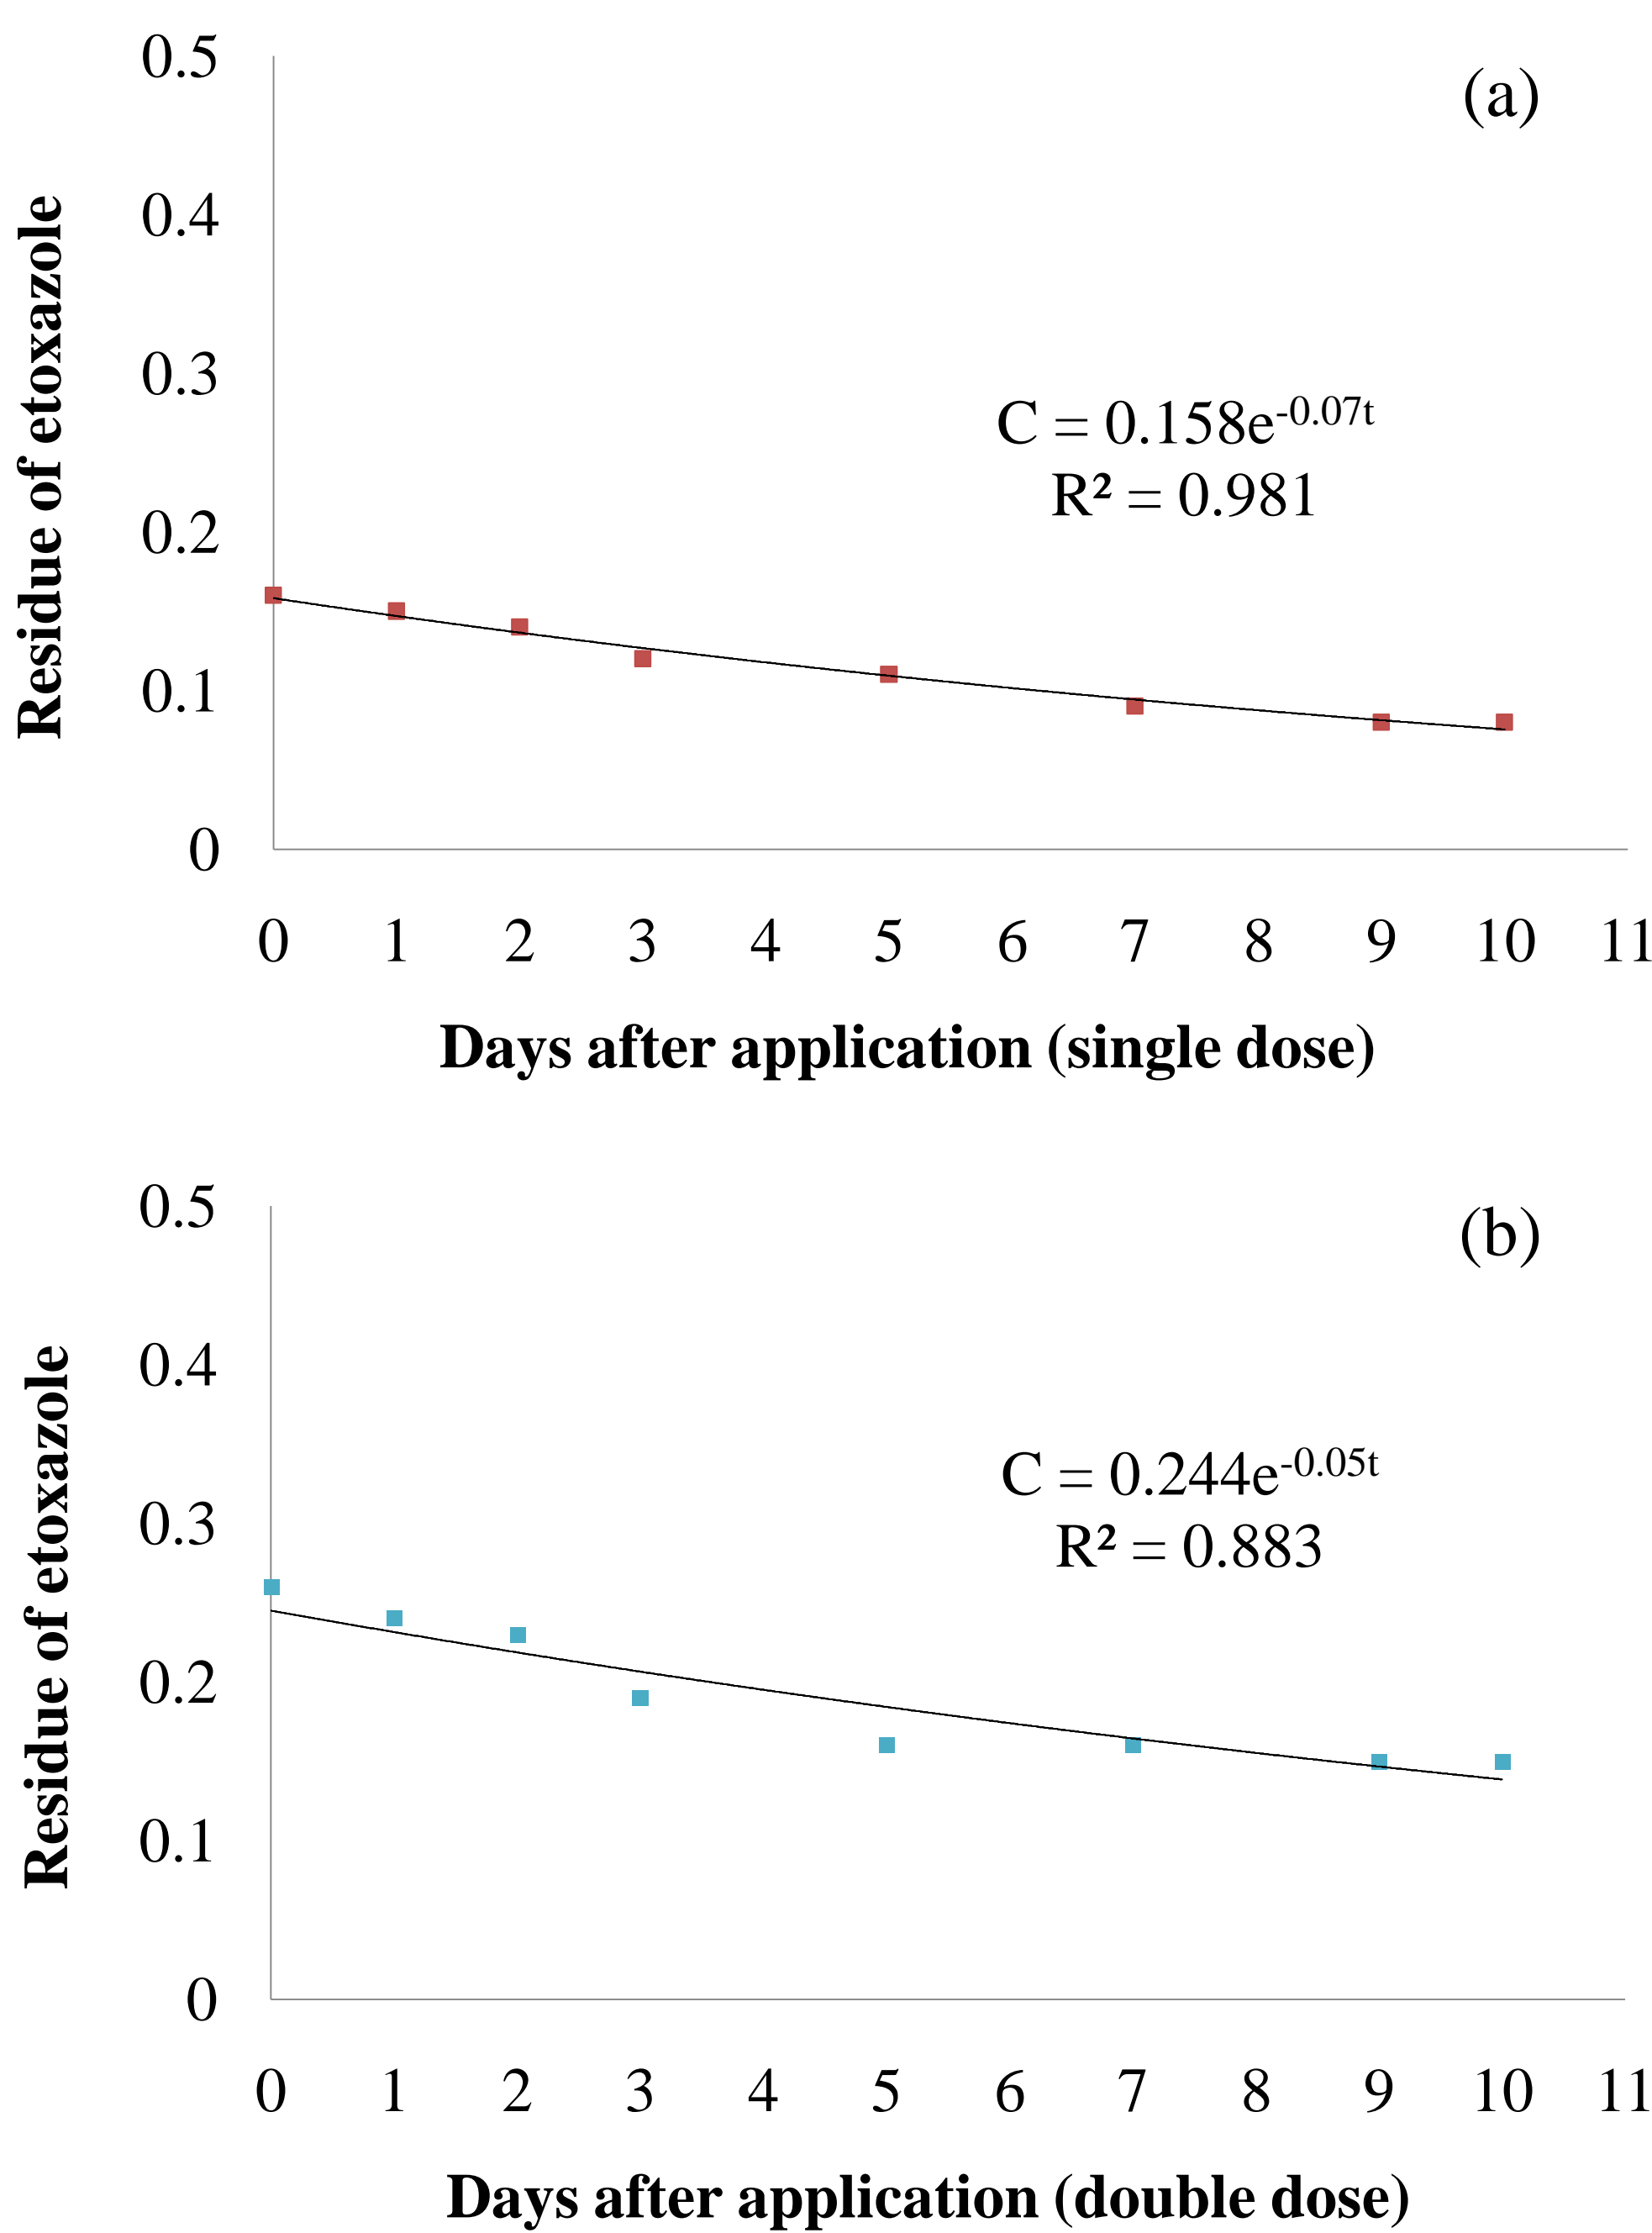 (a)
Residue of etoxazole
0.5
0.4
0.3
0.2
0.1
0
C = 0.158e-0.07t
R² = 0.981
0 1 2 3 4 5 6 7 8 9 10 11
Days after application (single dose)
(b)
Residue of etoxazole
0.5
0.4
0.3
0.2
0.1
0
C = 0.244e-0.05t
R² = 0.883
0 1 2 3 4 5 6 7 8 9 10 11
Days after application (double dose)